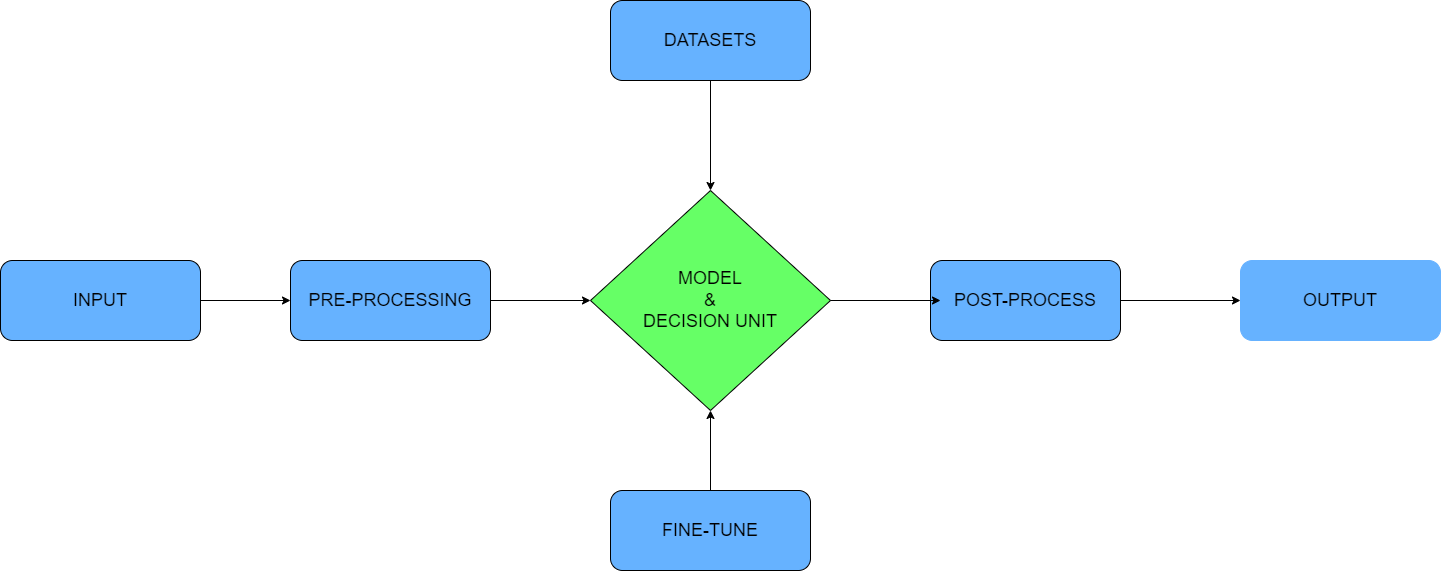 DATASETS
INPUT
PRE-PROCESSING
MODEL
&
DECISION UNIT
POST-PROCESS
OUTPUT
FINE-TUNE